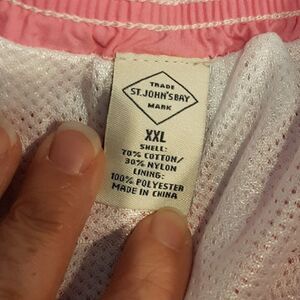 TRADE
ST. JOHN'S BAY
MARK
XXL
SHELL:
70% COTTON/
30% NYLON
LINING:
100% POLYESTER
MADE IN CHINA